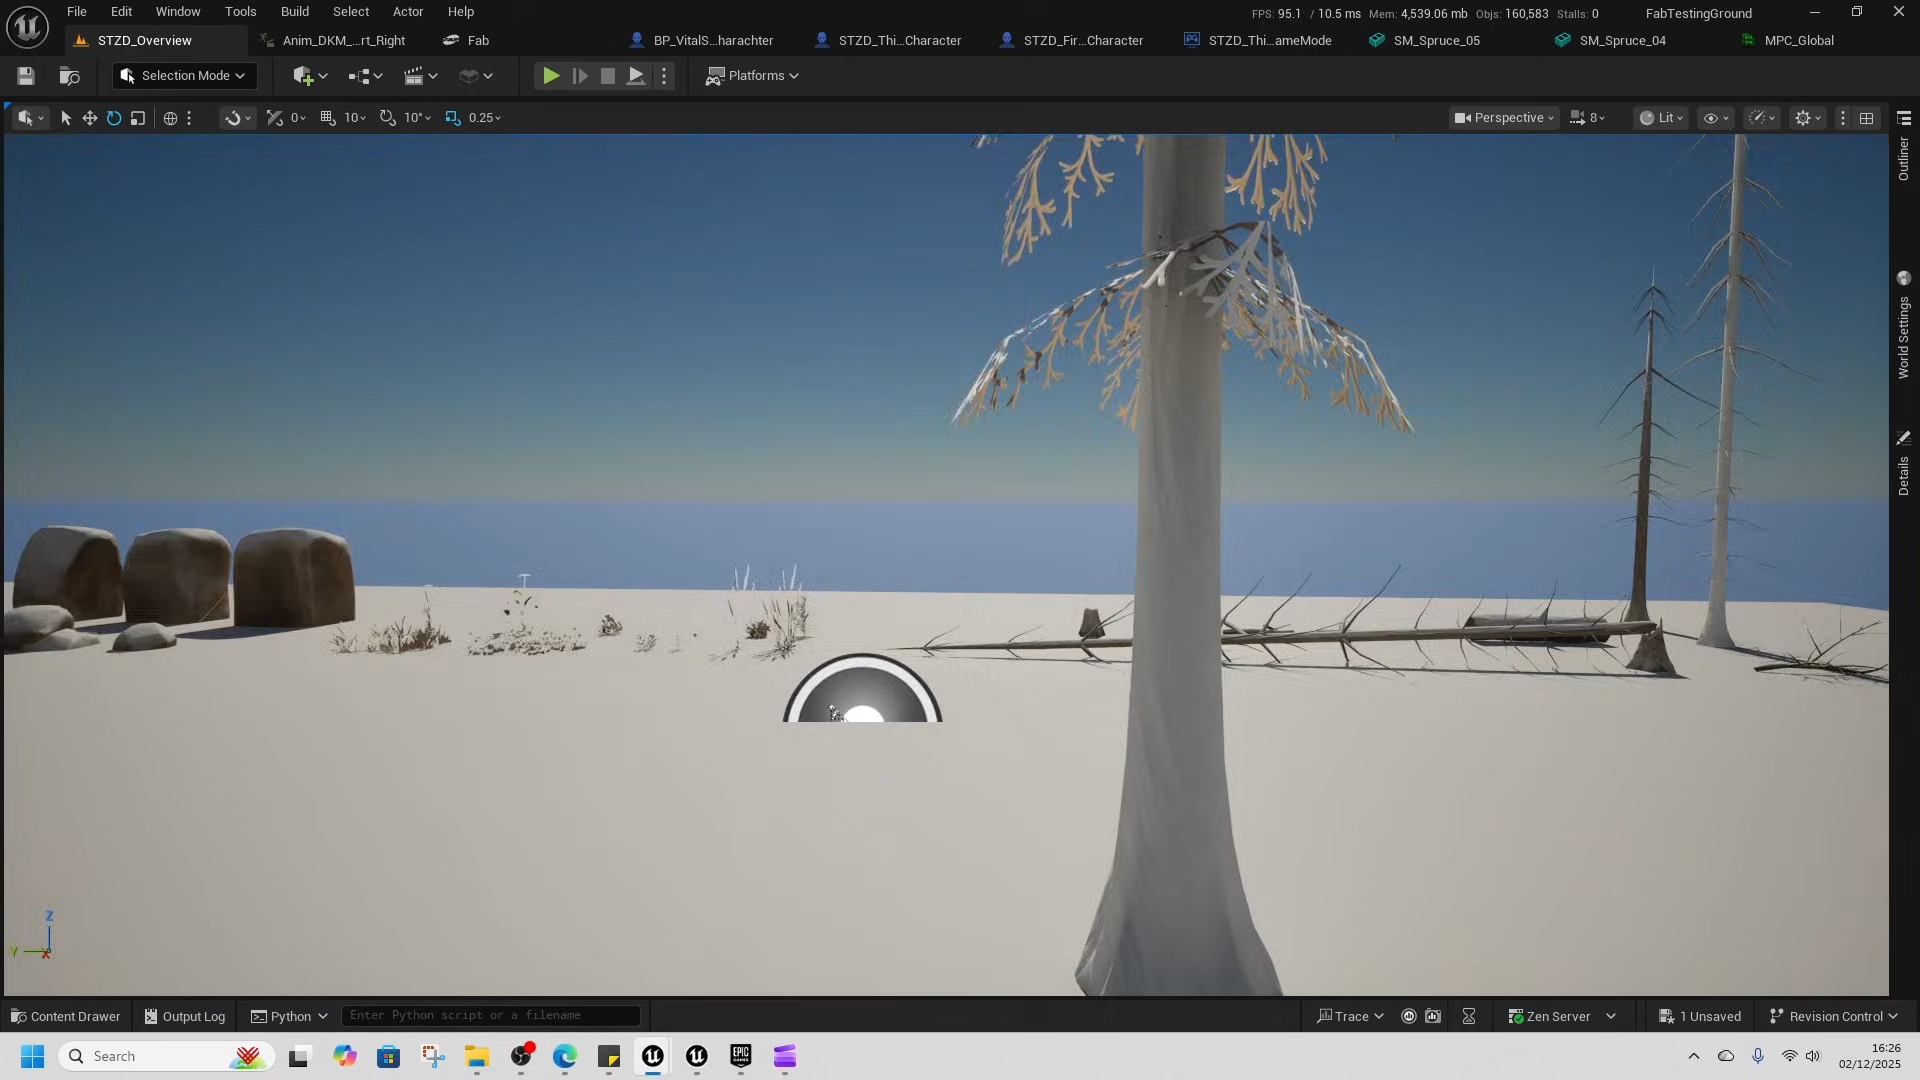 File Edit Window Tools Build Select Actor Help
FPS: 95.1 / 10.5 ms Mem: 4,539.06 mb Objs: 160,583 Stalls: 0
FabTestingGround
STZD_Overview
Anim_DKM_...rt_Right
Fab
BP_VitalS...harachter
STZD_Thi...Character
STZD_Fir...Character
STZD_Thi...ameMode
SM_Spruce_05
SM_Spruce_04
MPC_Global
Selection Mode
Platforms
0 10 10° 0.25
Perspective
8
Lit
Outliner
World Settings
Details
Z
Y
X
Content Drawer
Output Log
Python
Enter Python script or a filename
Trace
Zen Server
1 Unsaved
Revision Control
Search
EPIC GAMES
16:26
02/12/2025